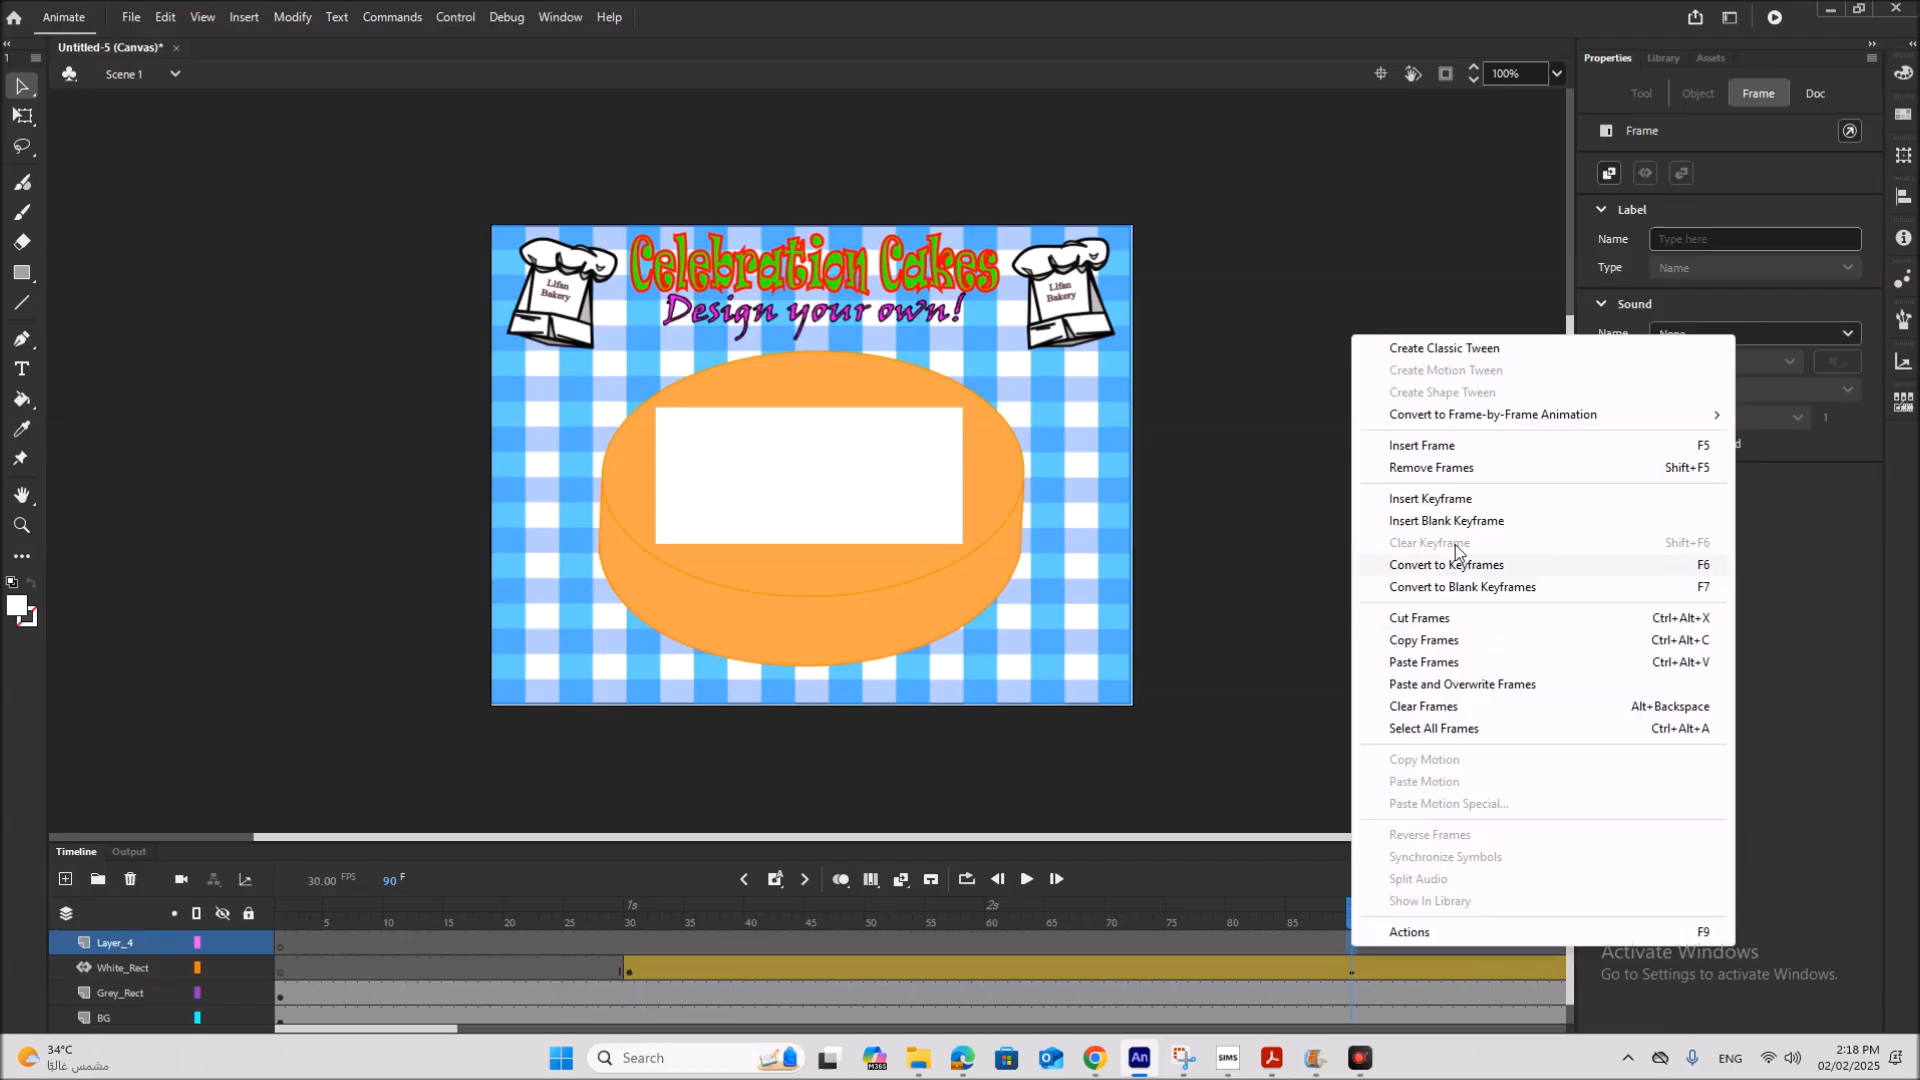 Animate File Edit View Insert Modify Text Commands Control Debug Window Help
Untitled-5 (Canvas)*
Scene 1
100%
Properties Library Assets
Tool Object Frame Doc
Frame
Label
Name Type here
Type Name
Sound
Name None
1
Celebration Cakes
Design your own!
Lifan
Bakery
Lifan
Bakery
Create Classic Tween
Create Motion Tween
Create Shape Tween
Convert to Frame-by-Frame Animation
Insert Frame F5
Remove Frames Shift+F5
Insert Keyframe
Insert Blank Keyframe
Clear Keyframe Shift+F6
Convert to Keyframes F6
Convert to Blank Keyframes F7
Cut Frames Ctrl+Alt+X
Copy Frames Ctrl+Alt+C
Paste Frames Ctrl+Alt+V
Paste and Overwrite Frames
Clear Frames Alt+Backspace
Select All Frames Ctrl+Alt+A
Copy Motion
Paste Motion
Paste Motion Special...
Reverse Frames
Synchronize Symbols
Split Audio
Show In Library
Actions F9
Timeline Output
30.00 FPS 90 F
1s 2s
5 10 15 20 25 30 35 40 45 50 55 60 65 70 75 80 85
Layer_4
White_Rect
Grey_Rect
BG
Activate Windows
Go to Settings to activate Windows.
34°C
مشمس غالبًا
Search
M365
An
SIMS
ENG
2:18 PM
02/02/2025